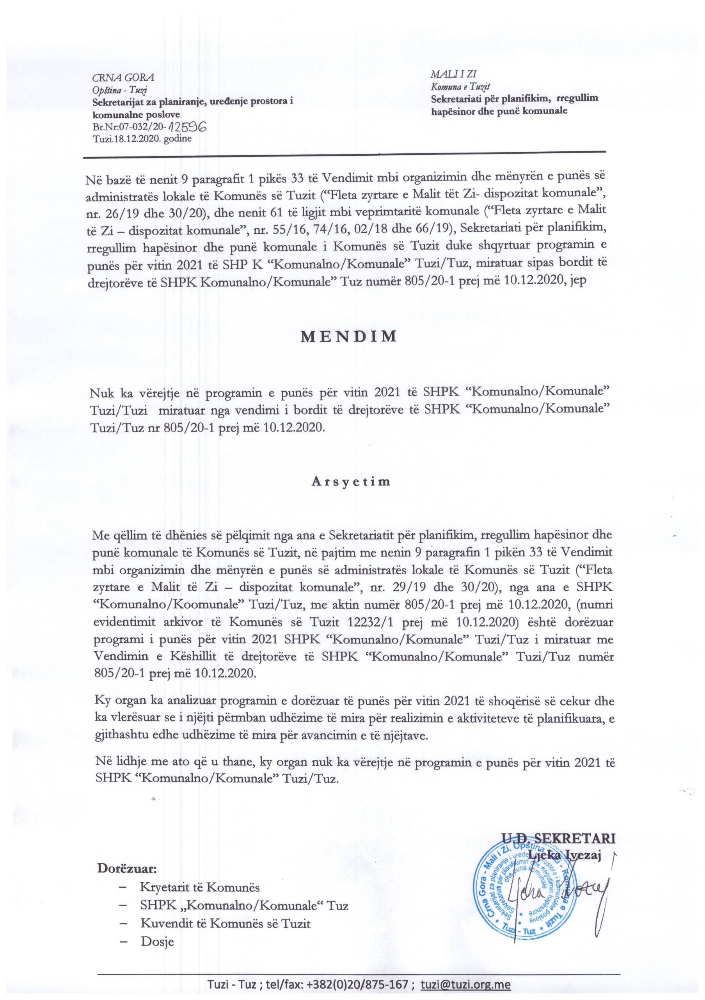 CRNA GORA
Opština - Tuzi
Sekretarijat za planiranje, uređenje prostora i
komunalne poslove
Br.Nr:07-032/20-12596
Tuzi.18.12.2020. godine
MALI I ZI
Komuna e Tuzit
Sekretariati për planifikim, rregullim
hapësinor dhe punë komunale
Në bazë të nenit 9 paragrafit 1 pikës 33 të Vendimit mbi organizimin dhe mënyrën e punës së
administratës lokale të Komunës së Tuzit (“Fleta zyrtare e Malit tët Zi- dispozitat komunale”,
nr. 26/19 dhe 30/20), dhe nenit 61 të ligjit mbi veprimtaritë komunale (“Fleta zyrtare e Malit
të Zi – dispozitat komunale”, nr. 55/16, 74/16, 02/18 dhe 66/19), Sekretariati për planifikim,
rregullim hapësinor dhe punë komunale i Komunës së Tuzit duke shqyrtuar programin e
punës për vitin 2021 të SHP K “Komunalno/Komunale” Tuzi/Tuz, miratuar sipas bordit të
drejtorëve të SHPK Komunalno/Komunale” Tuz numër 805/20-1 prej më 10.12.2020, jep
M E N D I M
Nuk ka vërejtje në programin e punës për vitin 2021 të SHPK “Komunalno/Komunale”
Tuzi/Tuzi miratuar nga vendimi i bordit të drejtorëve të SHPK “Komunalno/Komunale”
Tuzi/Tuz nr 805/20-1 prej më 10.12.2020.
A r s y e t i m
Me qëllim të dhënies së pëlqimit nga ana e Sekretariatit për planifikim, rregullim hapësinor dhe
punë komunale të Komunës së Tuzit, në pajtim me nenin 9 paragrafin 1 pikën 33 të Vendimit
mbi organizimin dhe mënyrën e punës së administratës lokale të Komunës së Tuzit (“Fleta
zyrtare e Malit të Zi – dispozitat komunale”, nr. 29/19 dhe 30/20), nga ana e SHPK
“Komunalno/Koomunale” Tuzi/Tuz, me aktin numër 805/20-1 prej më 10.12.2020, (numri
evidentimit arkivor të Komunës së Tuzit 12232/1 prej më 10.12.2020) është dorëzuar
programi i punës për vitin 2021 SHPK “Komunalno/Komunale” Tuzi/Tuz i miratuar me
Vendimin e Këshillit të drejtorëve të SHPK “Komunalno/Komunale” Tuzi/Tuz numër
805/20-1 prej më 10.12.2020.
Ky organ ka analizuar programin e dorëzuar të punës për vitin 2021 të shoqërisë së cekur dhe
ka vlerësuar se i njëjti përmban udhëzime të mira për realizimin e aktiviteteve të planifikuara, e
gjithashtu edhe udhëzime të mira për avancimin e të njëjtave.
Në lidhje me ato që u thane, ky organ nuk ka vërejtje në programin e punës për vitin 2021 të
SHPK “Komunalno/Komunale” Tuzi/Tuz.
U.D. SEKRETARI
Ljeka Ivezaj
Crna Gora - Mali i Zi, Opština Tuzi - Komuna e Tuzit
Sekretarijat za planiranje i uređenje prostora i komunalne poslove
Sekretariati për planifikimin dhe rregullimin hapësinorë
dhe punë komunale
Tuzi - Tuz
Dorëzuar:
– Kryetarit të Komunës
– SHPK „Komunalno/Komunale“ Tuz
– Kuvendit të Komunës së Tuzit
– Dosje
Tuzi - Tuz ; tel/fax: +382(0)20/875-167 ; tuzi@tuzi.org.me